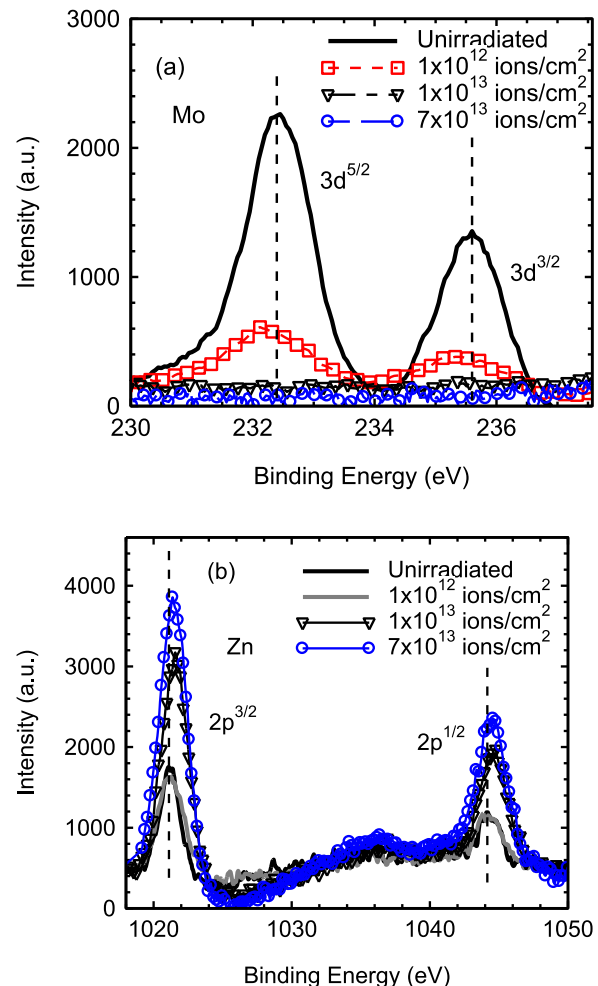 Unirradiated
(a)
1x10^12 ions/cm^2
1x10^13 ions/cm^2
Mo
7x10^13 ions/cm^2
3000
2000
1000
0
3d^5/2
3d^3/2
Intensity (a.u.)
230 232 234 236
Binding Energy (eV)
(b)
Unirradiated
1x10^12 ions/cm^2
1x10^13 ions/cm^2
Zn
7x10^13 ions/cm^2
4000
3000
2000
1000
0
2p^3/2
2p^1/2
Intensity (a.u.)
1020 1030 1040 1050
Binding Energy (eV)